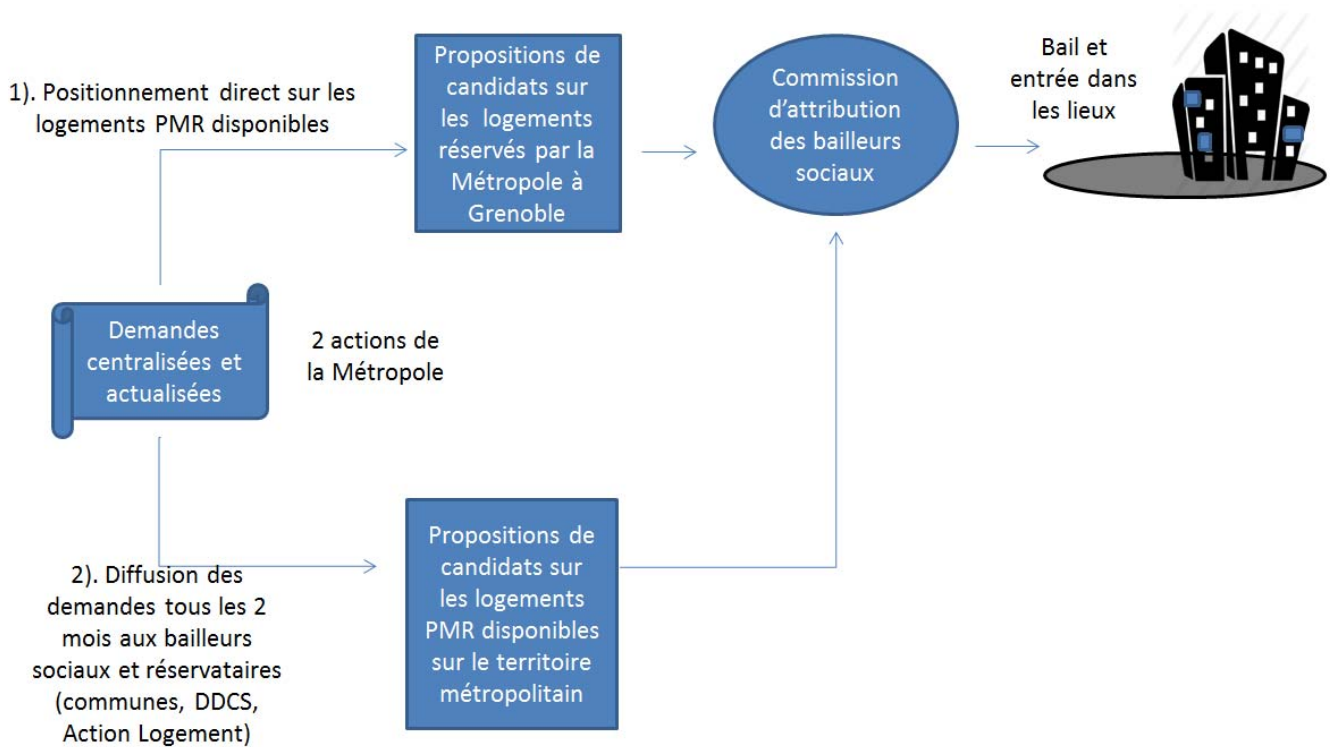 1). Positionnement direct sur les
logements PMR disponibles
Propositions de
candidats sur
les logements
réservés par la
Métropole à
Grenoble
Commission
d’attribution
des bailleurs
sociaux
Bail et
entrée dans
les lieux
Demandes
centralisées et
actualisées
2 actions de
la Métropole
2). Diffusion des
demandes tous les 2
mois aux bailleurs
sociaux et réservataires
(communes, DDCS,
Action Logement)
Propositions de
candidats sur
les logements
PMR disponibles
sur le territoire
métropolitain